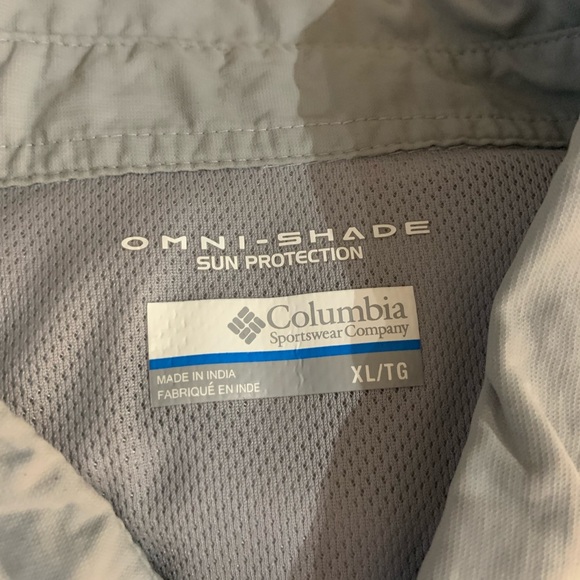 OMNI-SHADE
SUN PROTECTION
Columbia
Sportswear Company
MADE IN INDIA
FABRIQUÉ EN INDE
XL/TG